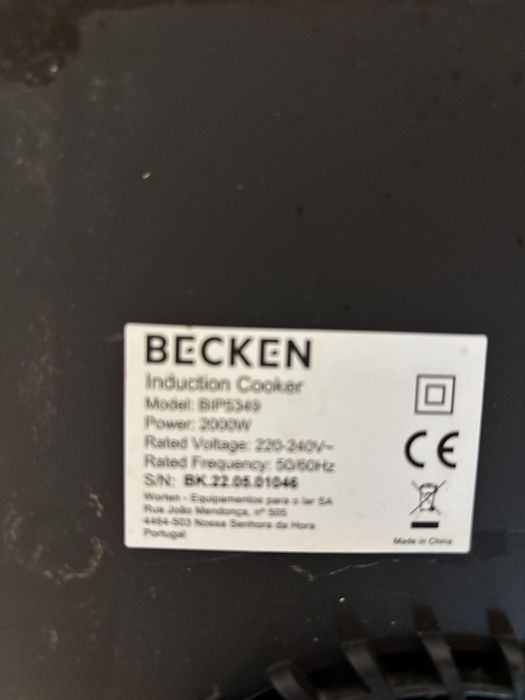 BECKEN
Induction Cooker
Model: BIP5349
Power: 2000W
Rated Voltage: 220-240V~
Rated Frequency: 50/60Hz
S/N: BK.22.05.01046
Worten - Equipamentos para o lar SA
Rua João Mendonça, nº 505
4464-503 Nossa Senhora da Hora
Portugal
CE
Made in China